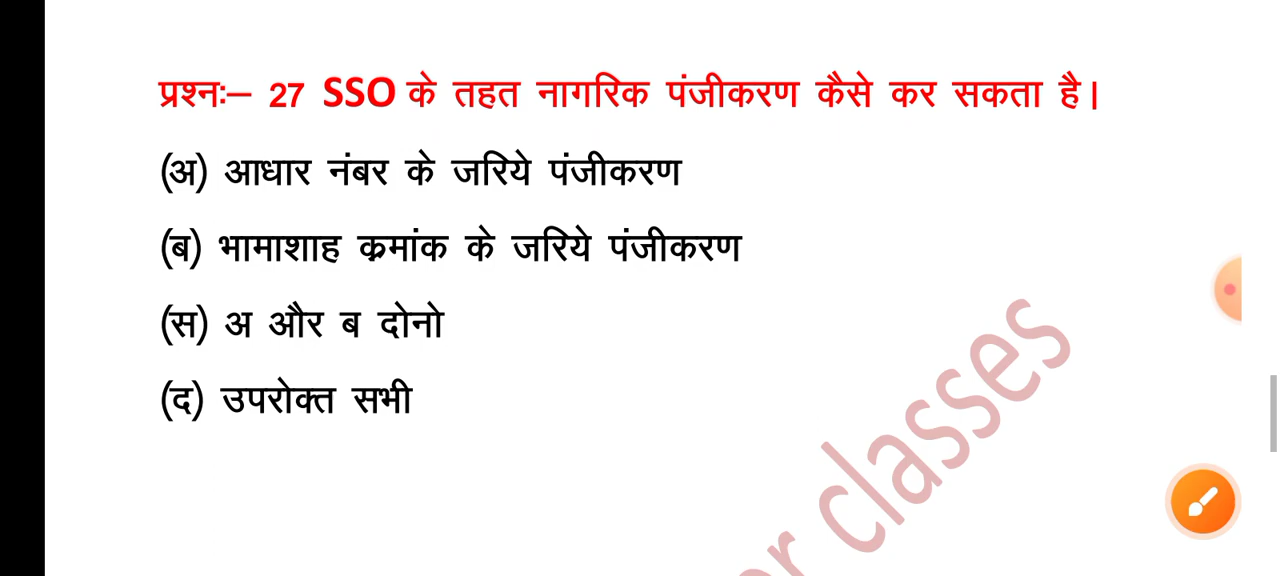 प्रश्नः– 27 SSO के तहत नागरिक पंजीकरण कैसे कर सकता है।
(अ) आधार नंबर के जरिये पंजीकरण
(ब) भामाशाह क्रमांक के जरिये पंजीकरण
(स) अ और ब दोनो
(द) उपरोक्त सभी
classes